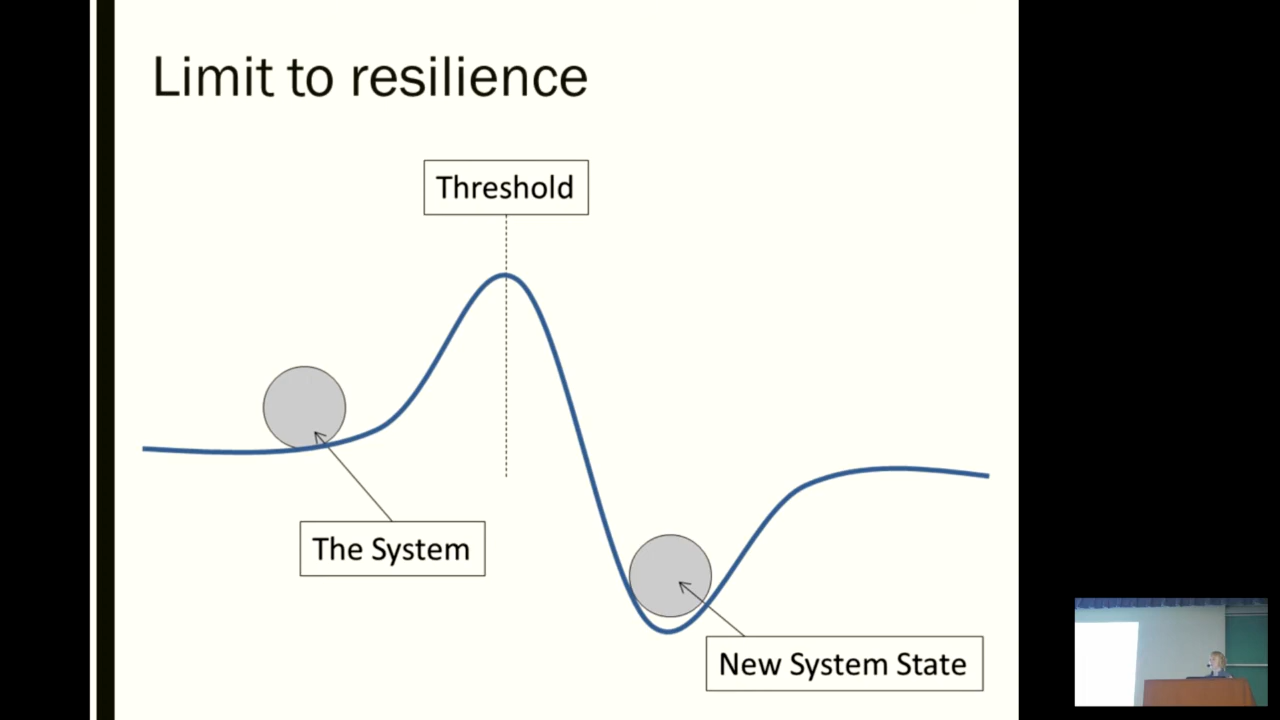 Limit to resilience
Threshold
The System
New System State